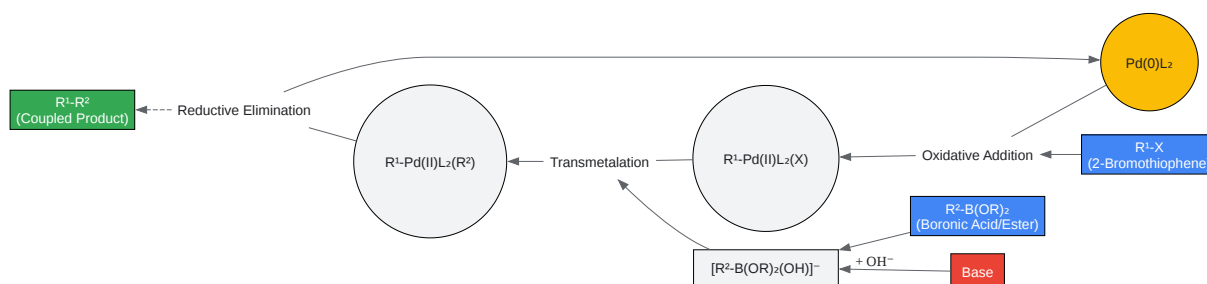 Pd(0)L₂
R¹-R²
(Coupled Product)
Reductive Elimination
R¹-Pd(II)L₂(R²)
Transmetalation
R¹-Pd(II)L₂(X)
Oxidative Addition
R¹-X
(2-Bromothiophene
R²-B(OR)₂
(Boronic Acid/Ester)
[R²-B(OR)₂(OH)]⁻
+ OH⁻
Base